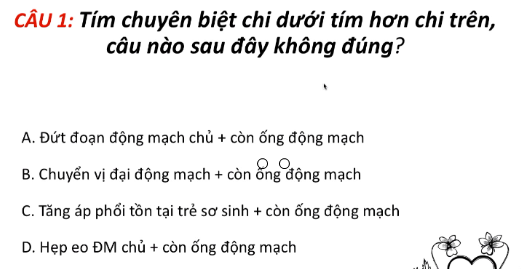 CÂU 1: Tím chuyên biệt chi dưới tím hơn chi trên,
câu nào sau đây không đúng?
A. Đứt đoạn động mạch chủ + còn ống động mạch
B. Chuyển vị đại động mạch + còn ống động mạch
C. Tăng áp phổi tồn tại trẻ sơ sinh + còn ống động mạch
D. Hẹp eo ĐM chủ + còn ống động mạch